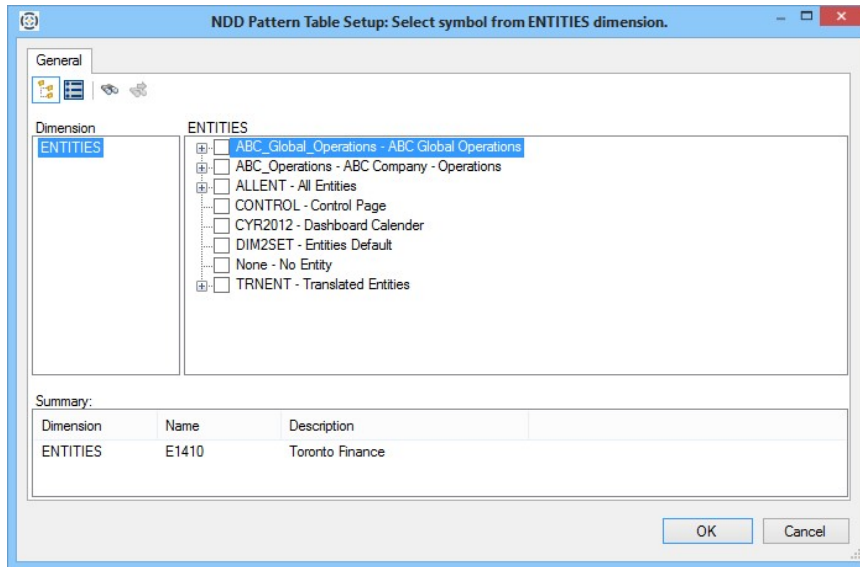 NDD Pattern Table Setup: Select symbol from ENTITIES dimension.
General
Dimension
ENTITIES
ENTITIES
ABC_Global_Operations - ABC Global Operations
ABC_Operations - ABC Company - Operations
ALLENT - All Entities
CONTROL - Control Page
CYR2012 - Dashboard Calender
DIM2SET - Entities Default
None - No Entity
TRNENT - Translated Entities
Summary:
Dimension Name Description
ENTITIES E1410 Toronto Finance
OK Cancel